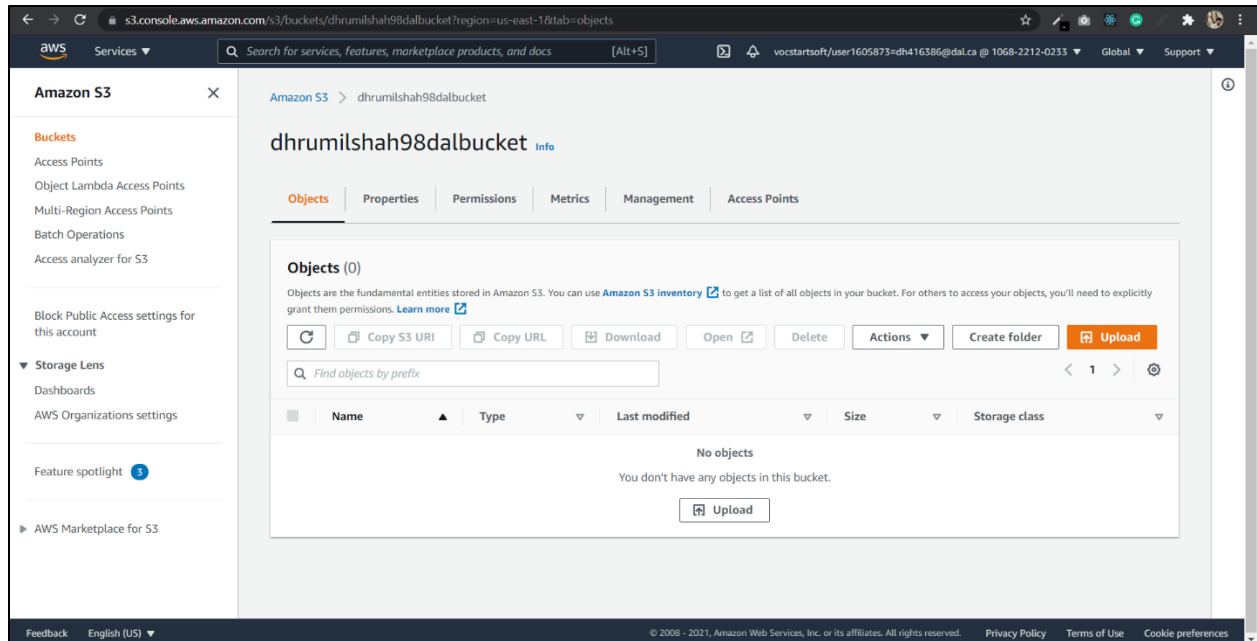 s3.console.aws.amazon.com/s3/buckets/dhrumilshah98dalbucket?region=us-east-1&tab=objects
aws Services ▼ Search for services, features, marketplace products, and docs [Alt+S] vocstartsoft/user1605873=dh416386@dal.ca @ 1068-2212-0233 ▼ Global ▼ Support ▼
Amazon S3
Buckets
Access Points
Object Lambda Access Points
Multi-Region Access Points
Batch Operations
Access analyzer for S3
Block Public Access settings for
this account
Storage Lens
Dashboards
AWS Organizations settings
Feature spotlight 3
AWS Marketplace for S3
Amazon S3 > dhrumilshah98dalbucket
dhrumilshah98dalbucket Info
Objects Properties Permissions Metrics Management Access Points
Objects (0)
Objects are the fundamental entities stored in Amazon S3. You can use Amazon S3 inventory to get a list of all objects in your bucket. For others to access your objects, you'll need to explicitly
grant them permissions. Learn more
Copy S3 URI Copy URL Download Open Delete Actions ▼ Create folder Upload
Find objects by prefix < 1 >
Name ▲ Type Last modified Size Storage class
No objects
You don't have any objects in this bucket.
Upload
Feedback English (US) ▼ © 2008 - 2021, Amazon Web Services, Inc. or its affiliates. All rights reserved. Privacy Policy Terms of Use Cookie preferences